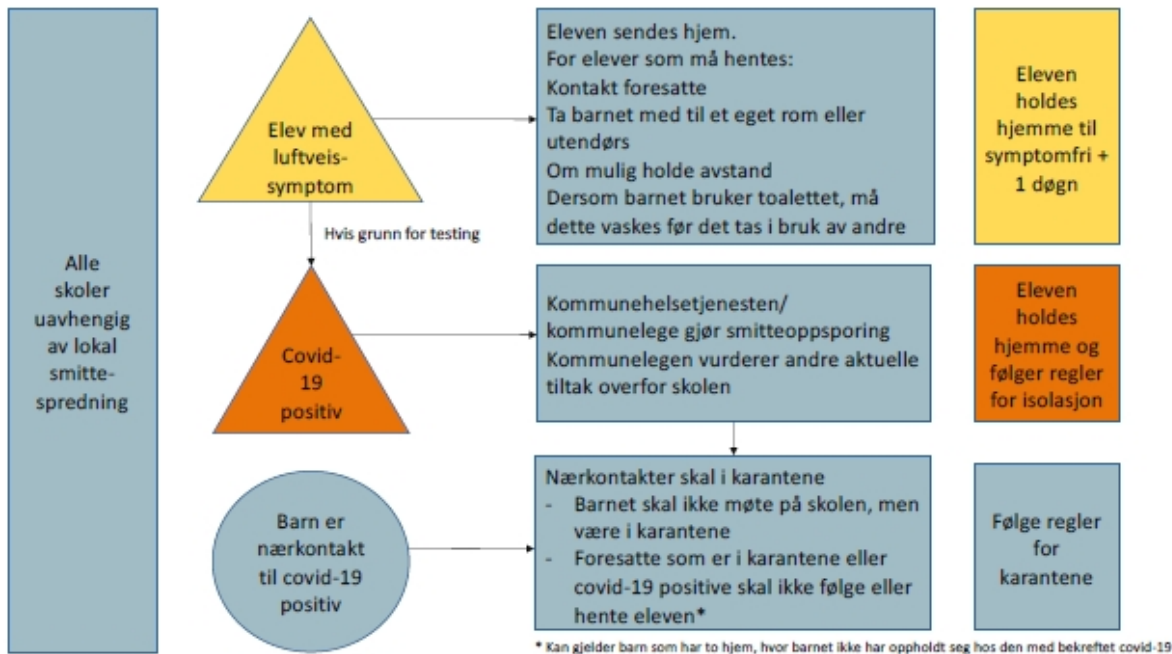 Alle
skoler
uavhengig
av lokal
smitte-
spredning
Elev med
luftveis-
symptom
Eleven sendes hjem.
For elever som må hentes:
Kontakt foresatte
Ta barnet med til et eget rom eller
utendørs
Om mulig holde avstand
Dersom barnet bruker toalettet, må
dette vaskes før det tas i bruk av andre
Eleven
holdes
hjemme til
symptomfri +
1 døgn
Hvis grunn for testing
Covid-
19
positiv
Kommunehelsetjenesten/
kommunelege gjør smitteoppsporing
Kommunelegen vurderer andre aktuelle
tiltak overfor skolen
Eleven
holdes
hjemme og
følger regler
for isolasjon
Barn er
nærkontakt
til covid-19
positiv
Nærkontakter skal i karantene
- Barnet skal ikke møte på skolen, men
være i karantene
- Foresatte som er i karantene eller
covid-19 positive skal ikke følge eller
hente eleven*
Følge regler
for
karantene
* Kan gjelder barn som har to hjem, hvor barnet ikke har oppholdt seg hos den med bekreftet covid-19